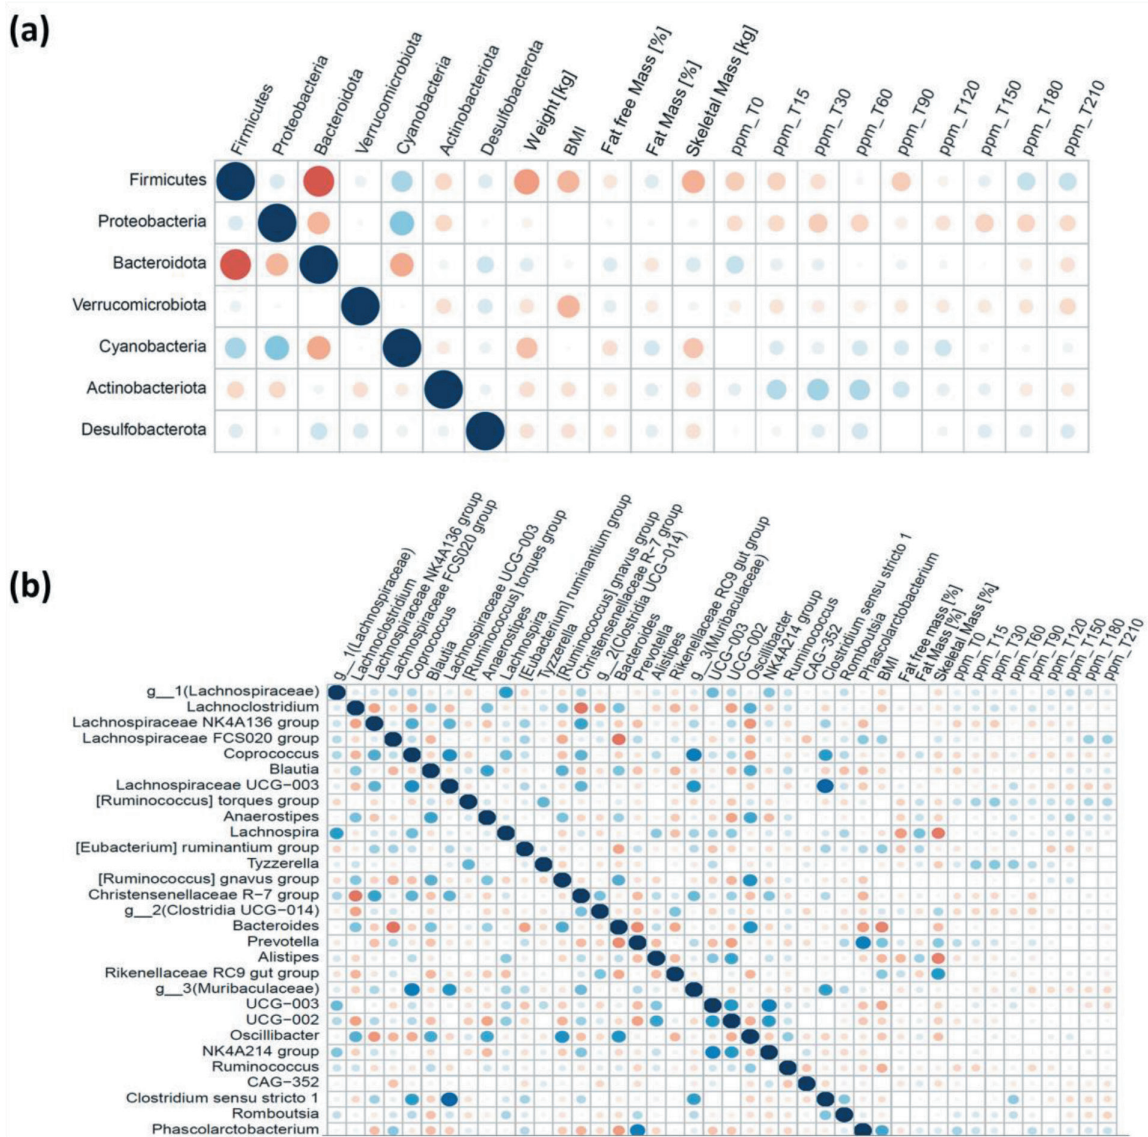 (a)
Firmicutes
Proteobacteria
Bacteroidota
Verrucomicrobiota
Cyanobacteria
Actinobacteriota
Desulfobacterota
Weight [kg]
BMI
Fat free Mass [%]
Fat Mass [%]
Skeletal Mass [kg]
ppm_T0
ppm_T15
ppm_T30
ppm_T60
ppm_T90
ppm_T120
ppm_T150
ppm_T180
ppm_T210
Firmicutes
Proteobacteria
Bacteroidota
Verrucomicrobiota
Cyanobacteria
Actinobacteriota
Desulfobacterota
(b)
g__1(Lachnospiraceae)
Lachnoclostridium
Lachnospiraceae NK4A136 group
Lachnospiraceae FCS020 group
Coprococcus
Blautia
Lachnospiraceae UCG-003
[Ruminococcus] torques group
Anaerostipes
Lachnospira
[Eubacterium] ruminantium group
Tyzzerella
[Ruminococcus] gnavus group
Christensenellaceae R-7 group
g__2(Clostridia UCG-014)
Bacteroides
Prevotella
Alistipes
Rikenellaceae RC9 gut group
g__3(Muribaculaceae)
UCG-003
UCG-002
Oscillibacter
NK4A214 group
Ruminococcus
CAG-352
Clostridium sensu stricto 1
Romboutsia
Phascolarctobacterium
BMI
Fat free mass [%]
Fat Mass [%]
Skeletal Mass [%]
ppm_T0
ppm_T15
ppm_T30
ppm_T60
ppm_T90
ppm_T120
ppm_T150
ppm_T180
ppm_T210
g__1(Lachnospiraceae)
Lachnoclostridium
Lachnospiraceae NK4A136 group
Lachnospiraceae FCS020 group
Coprococcus
Blautia
Lachnospiraceae UCG-003
[Ruminococcus] torques group
Anaerostipes
Lachnospira
[Eubacterium] ruminantium group
Tyzzerella
[Ruminococcus] gnavus group
Christensenellaceae R-7 group
g__2(Clostridia UCG-014)
Bacteroides
Prevotella
Alistipes
Rikenellaceae RC9 gut group
g__3(Muribaculaceae)
UCG-003
UCG-002
Oscillibacter
NK4A214 group
Ruminococcus
CAG-352
Clostridium sensu stricto 1
Romboutsia
Phascolarctobacterium